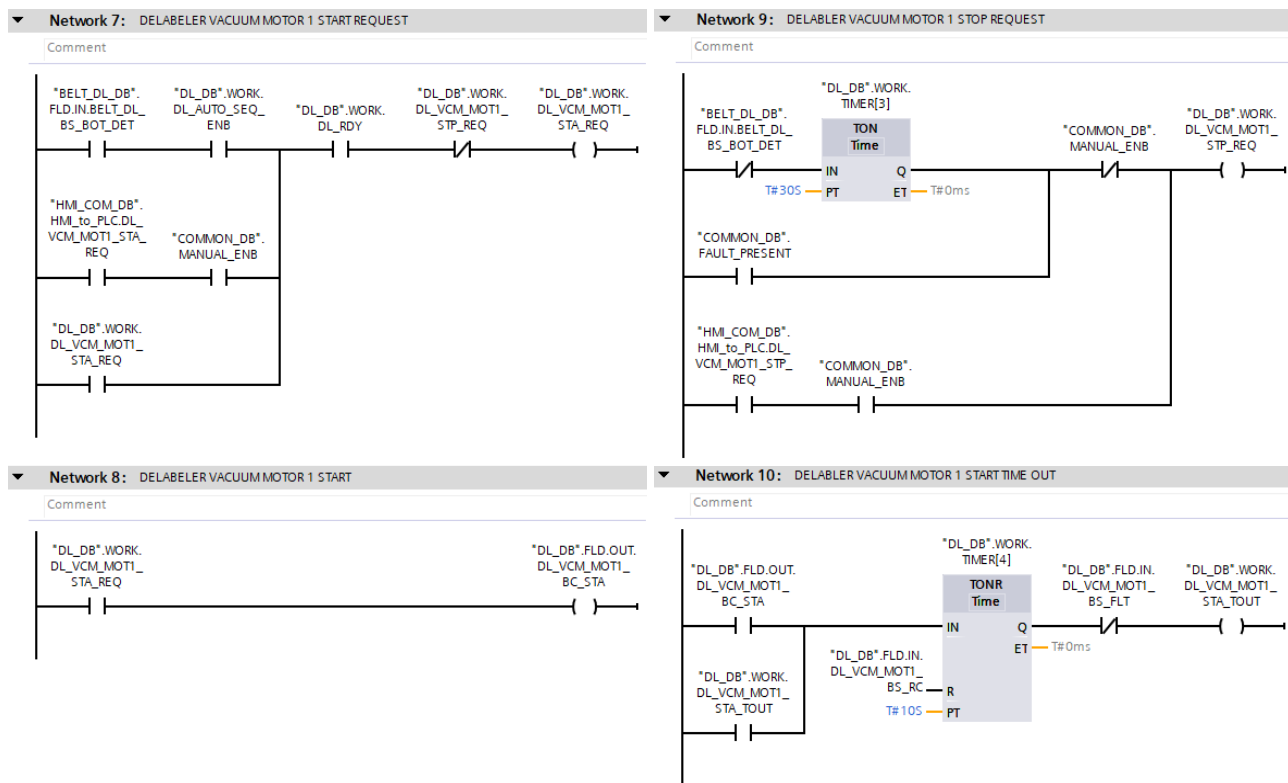 Network 7: DELABELER VACUUM MOTOR 1 START REQUEST
Comment
"BELT_DL_DB".
FLD.IN.BELT_DL_
BS_BOT_DET
"DL_DB".WORK.
DL_AUTO_SEQ_
ENB
"DL_DB".WORK.
DL_RDY
"DL_DB".WORK.
DL_VCM_MOT1_
STP_REQ
"DL_DB".WORK.
DL_VCM_MOT1_
STA_REQ
"HMI_COM_DB".
HMI_to_PLC.DL_
VCM_MOT1_STA_
REQ
"COMMON_DB".
MANUAL_ENB
"DL_DB".WORK.
DL_VCM_MOT1_
STA_REQ
Network 8: DELABELER VACUUM MOTOR 1 START
Comment
"DL_DB".WORK.
DL_VCM_MOT1_
STA_REQ
"DL_DB".FLD.OUT.
DL_VCM_MOT1_
BC_STA
Network 9: DELABLER VACUUM MOTOR 1 STOP REQUEST
Comment
"BELT_DL_DB".
FLD.IN.BELT_DL_
BS_BOT_DET
"DL_DB".WORK.
TIMER[3]
TON
Time
IN Q
T#30S PT ET T#0ms
"COMMON_DB".
MANUAL_ENB
"DL_DB".WORK.
DL_VCM_MOT1_
STP_REQ
"COMMON_DB".
FAULT_PRESENT
"HMI_COM_DB".
HMI_to_PLC.DL_
VCM_MOT1_STP_
REQ
"COMMON_DB".
MANUAL_ENB
Network 10: DELABLER VACUUM MOTOR 1 START TIME OUT
Comment
"DL_DB".FLD.OUT.
DL_VCM_MOT1_
BC_STA
"DL_DB".WORK.
TIMER[4]
TONR
Time
IN Q
ET T#0ms
"DL_DB".FLD.IN.
DL_VCM_MOT1_
BS_RC R
T#10S PT
"DL_DB".FLD.IN.
DL_VCM_MOT1_
BS_FLT
"DL_DB".WORK.
DL_VCM_MOT1_
STA_TOUT
"DL_DB".WORK.
DL_VCM_MOT1_
STA_TOUT